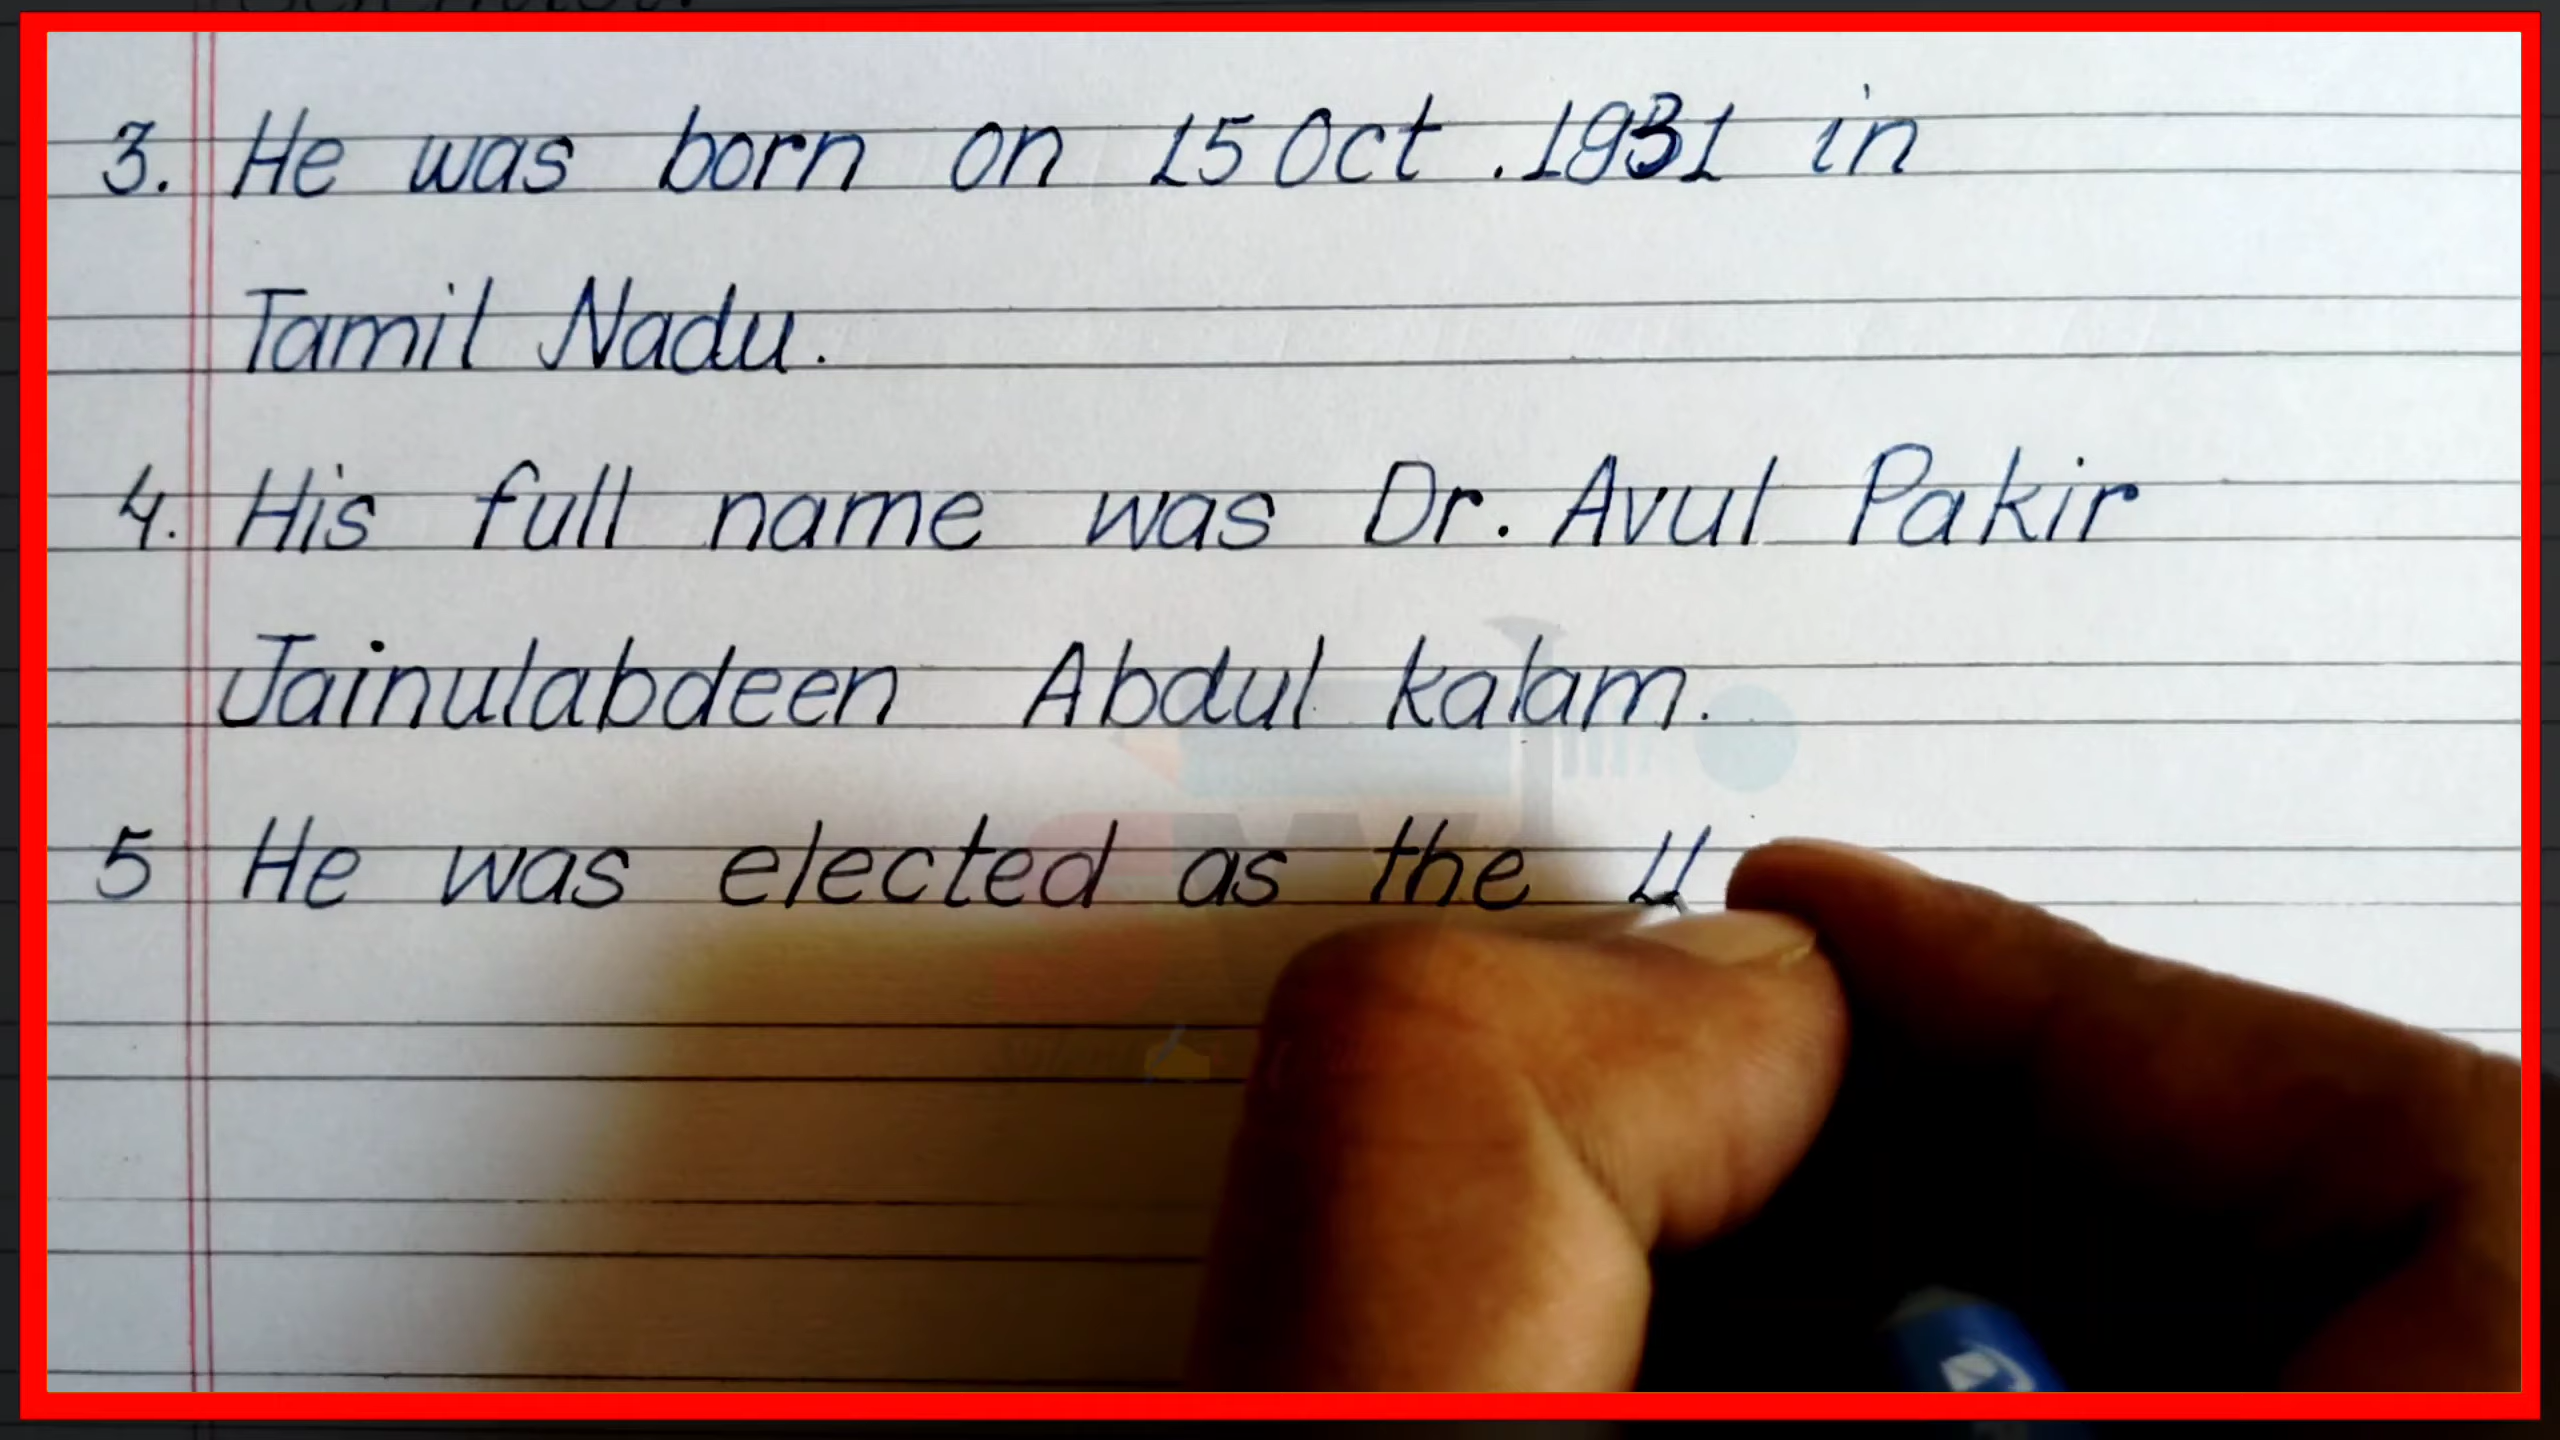 3. He was born on 15 Oct . 1931 in
Tamil Nadu.
4. His full name was Dr. Avul Pakir
Jainulabdeen Abdul kalam.
5 He was elected as the 11